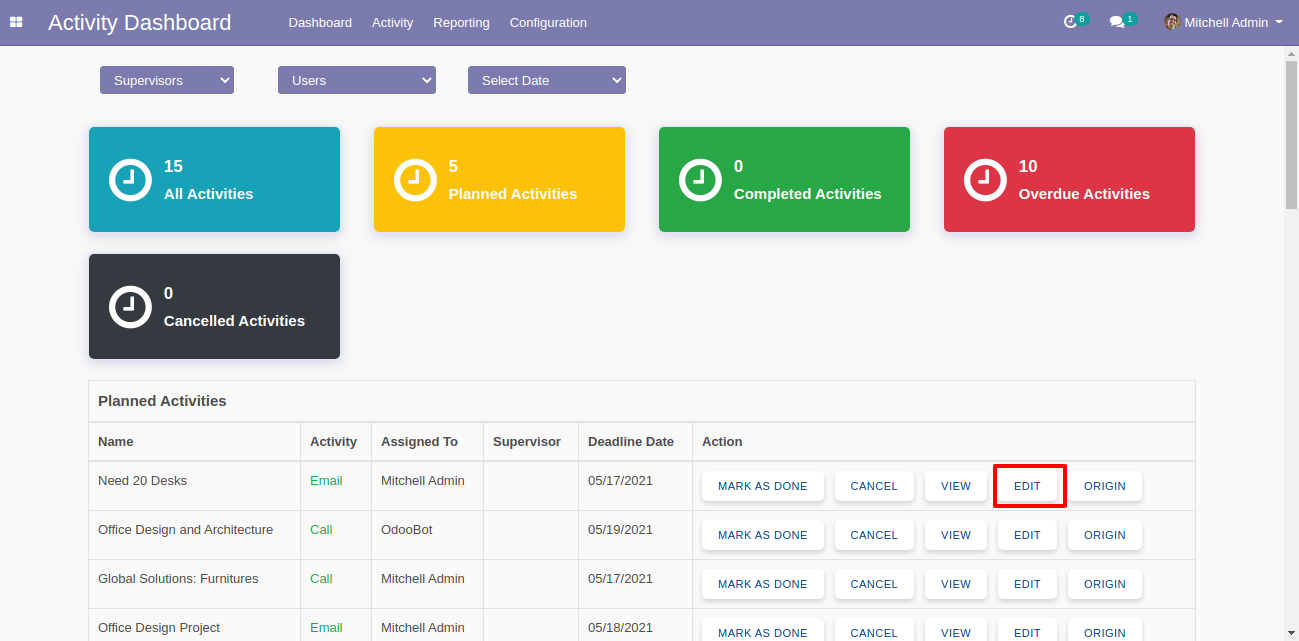 Activity Dashboard Dashboard Activity Reporting Configuration 8 1 Mitchell Admin
Supervisors Users Select Date
15
All Activities
5
Planned Activities
0
Completed Activities
10
Overdue Activities
0
Cancelled Activities
Planned Activities
Name Activity Assigned To Supervisor Deadline Date Action
Need 20 Desks Email Mitchell Admin 05/17/2021 MARK AS DONE CANCEL VIEW EDIT ORIGIN
Office Design and Architecture Call OdooBot 05/19/2021 MARK AS DONE CANCEL VIEW EDIT ORIGIN
Global Solutions: Furnitures Call Mitchell Admin 05/17/2021 MARK AS DONE CANCEL VIEW EDIT ORIGIN
Office Design Project Email Mitchell Admin 05/18/2021 MARK AS DONE CANCEL VIEW EDIT ORIGIN